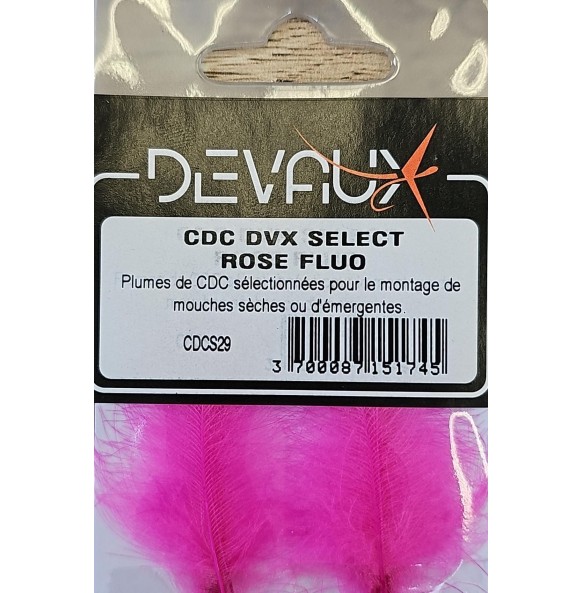 DEVAUX
CDC DVX SELECT
ROSE FLUO
Plumes de CDC sélectionnées pour le montage de
mouches sèches ou d'émergentes.
CDCS29
3 700087 151745